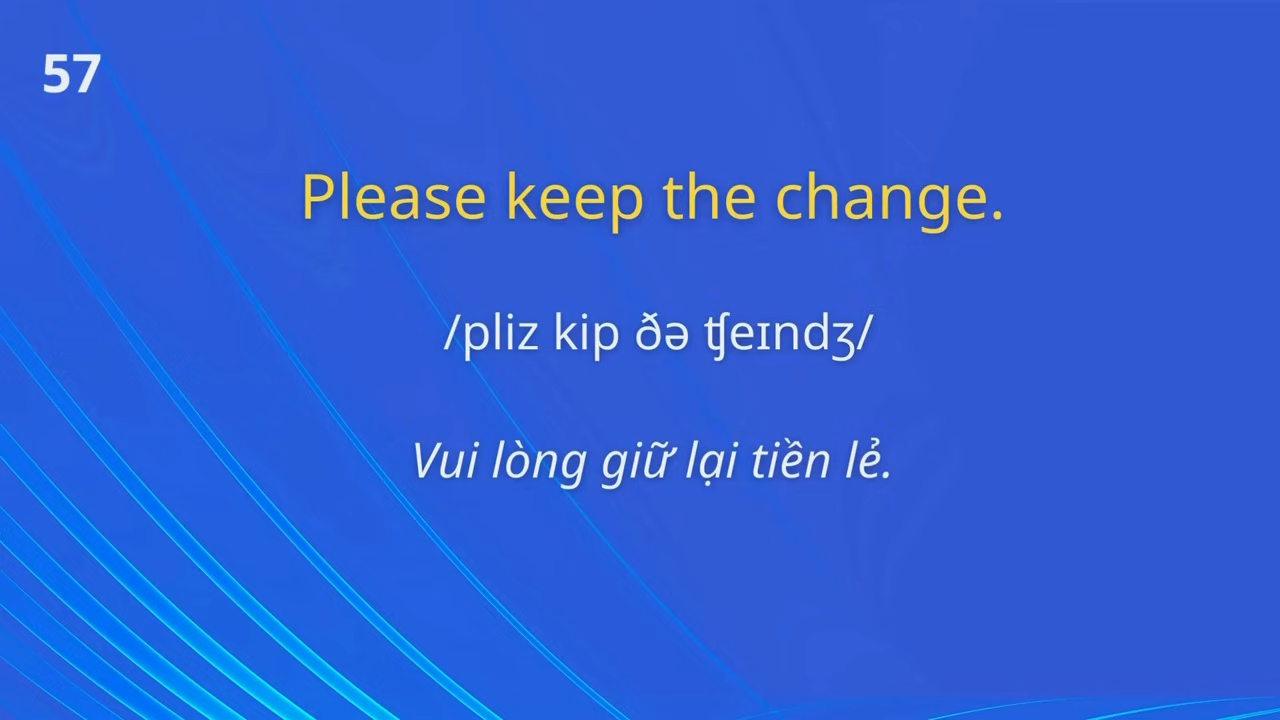 57
Please keep the change.
/pliz kip ðə ʧeɪndʒ/
Vui lòng giữ lại tiền lẻ.